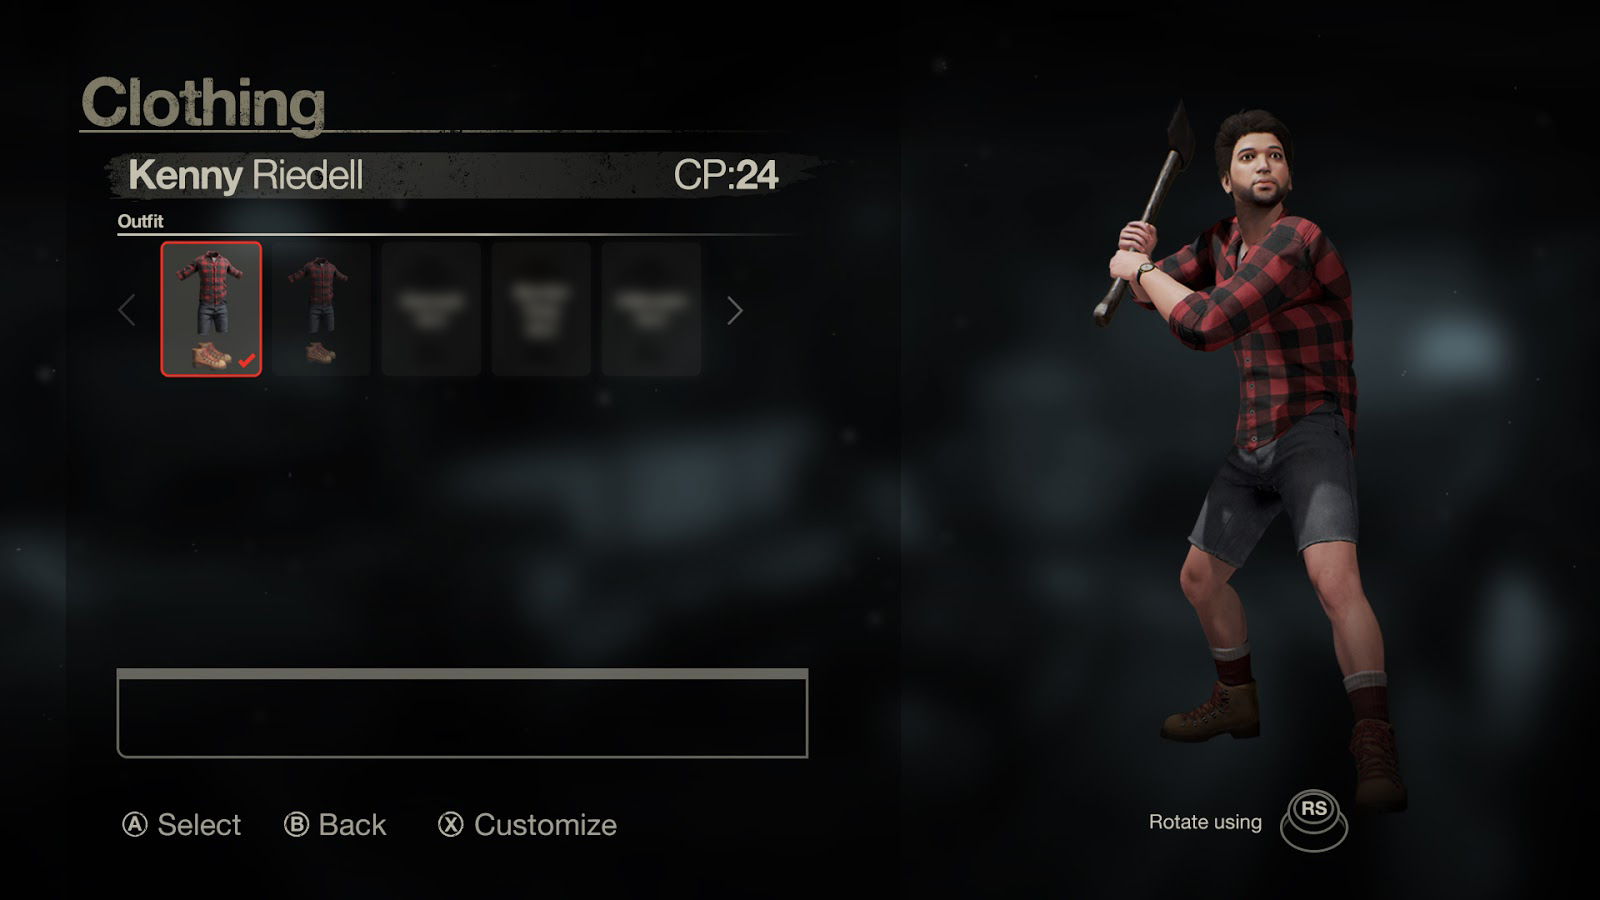 Clothing
Kenny Riedell CP:24
Outfit
A Select B Back X Customize
Rotate using RS